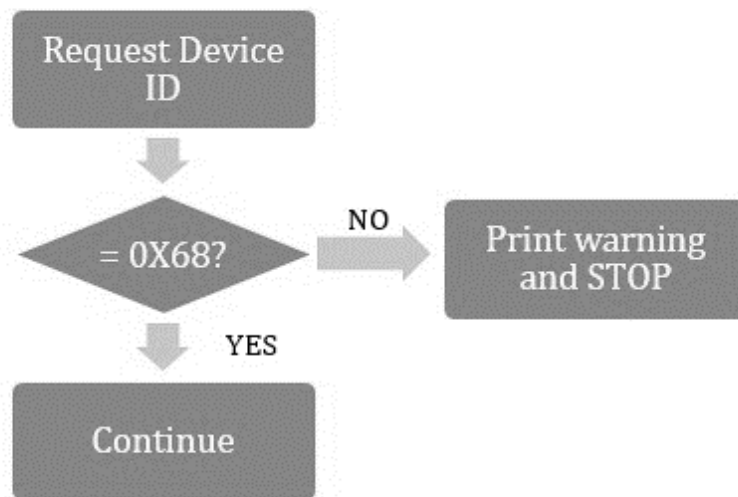 Request Device
ID
= 0X68?
NO
Print warning
and STOP
YES
Continue